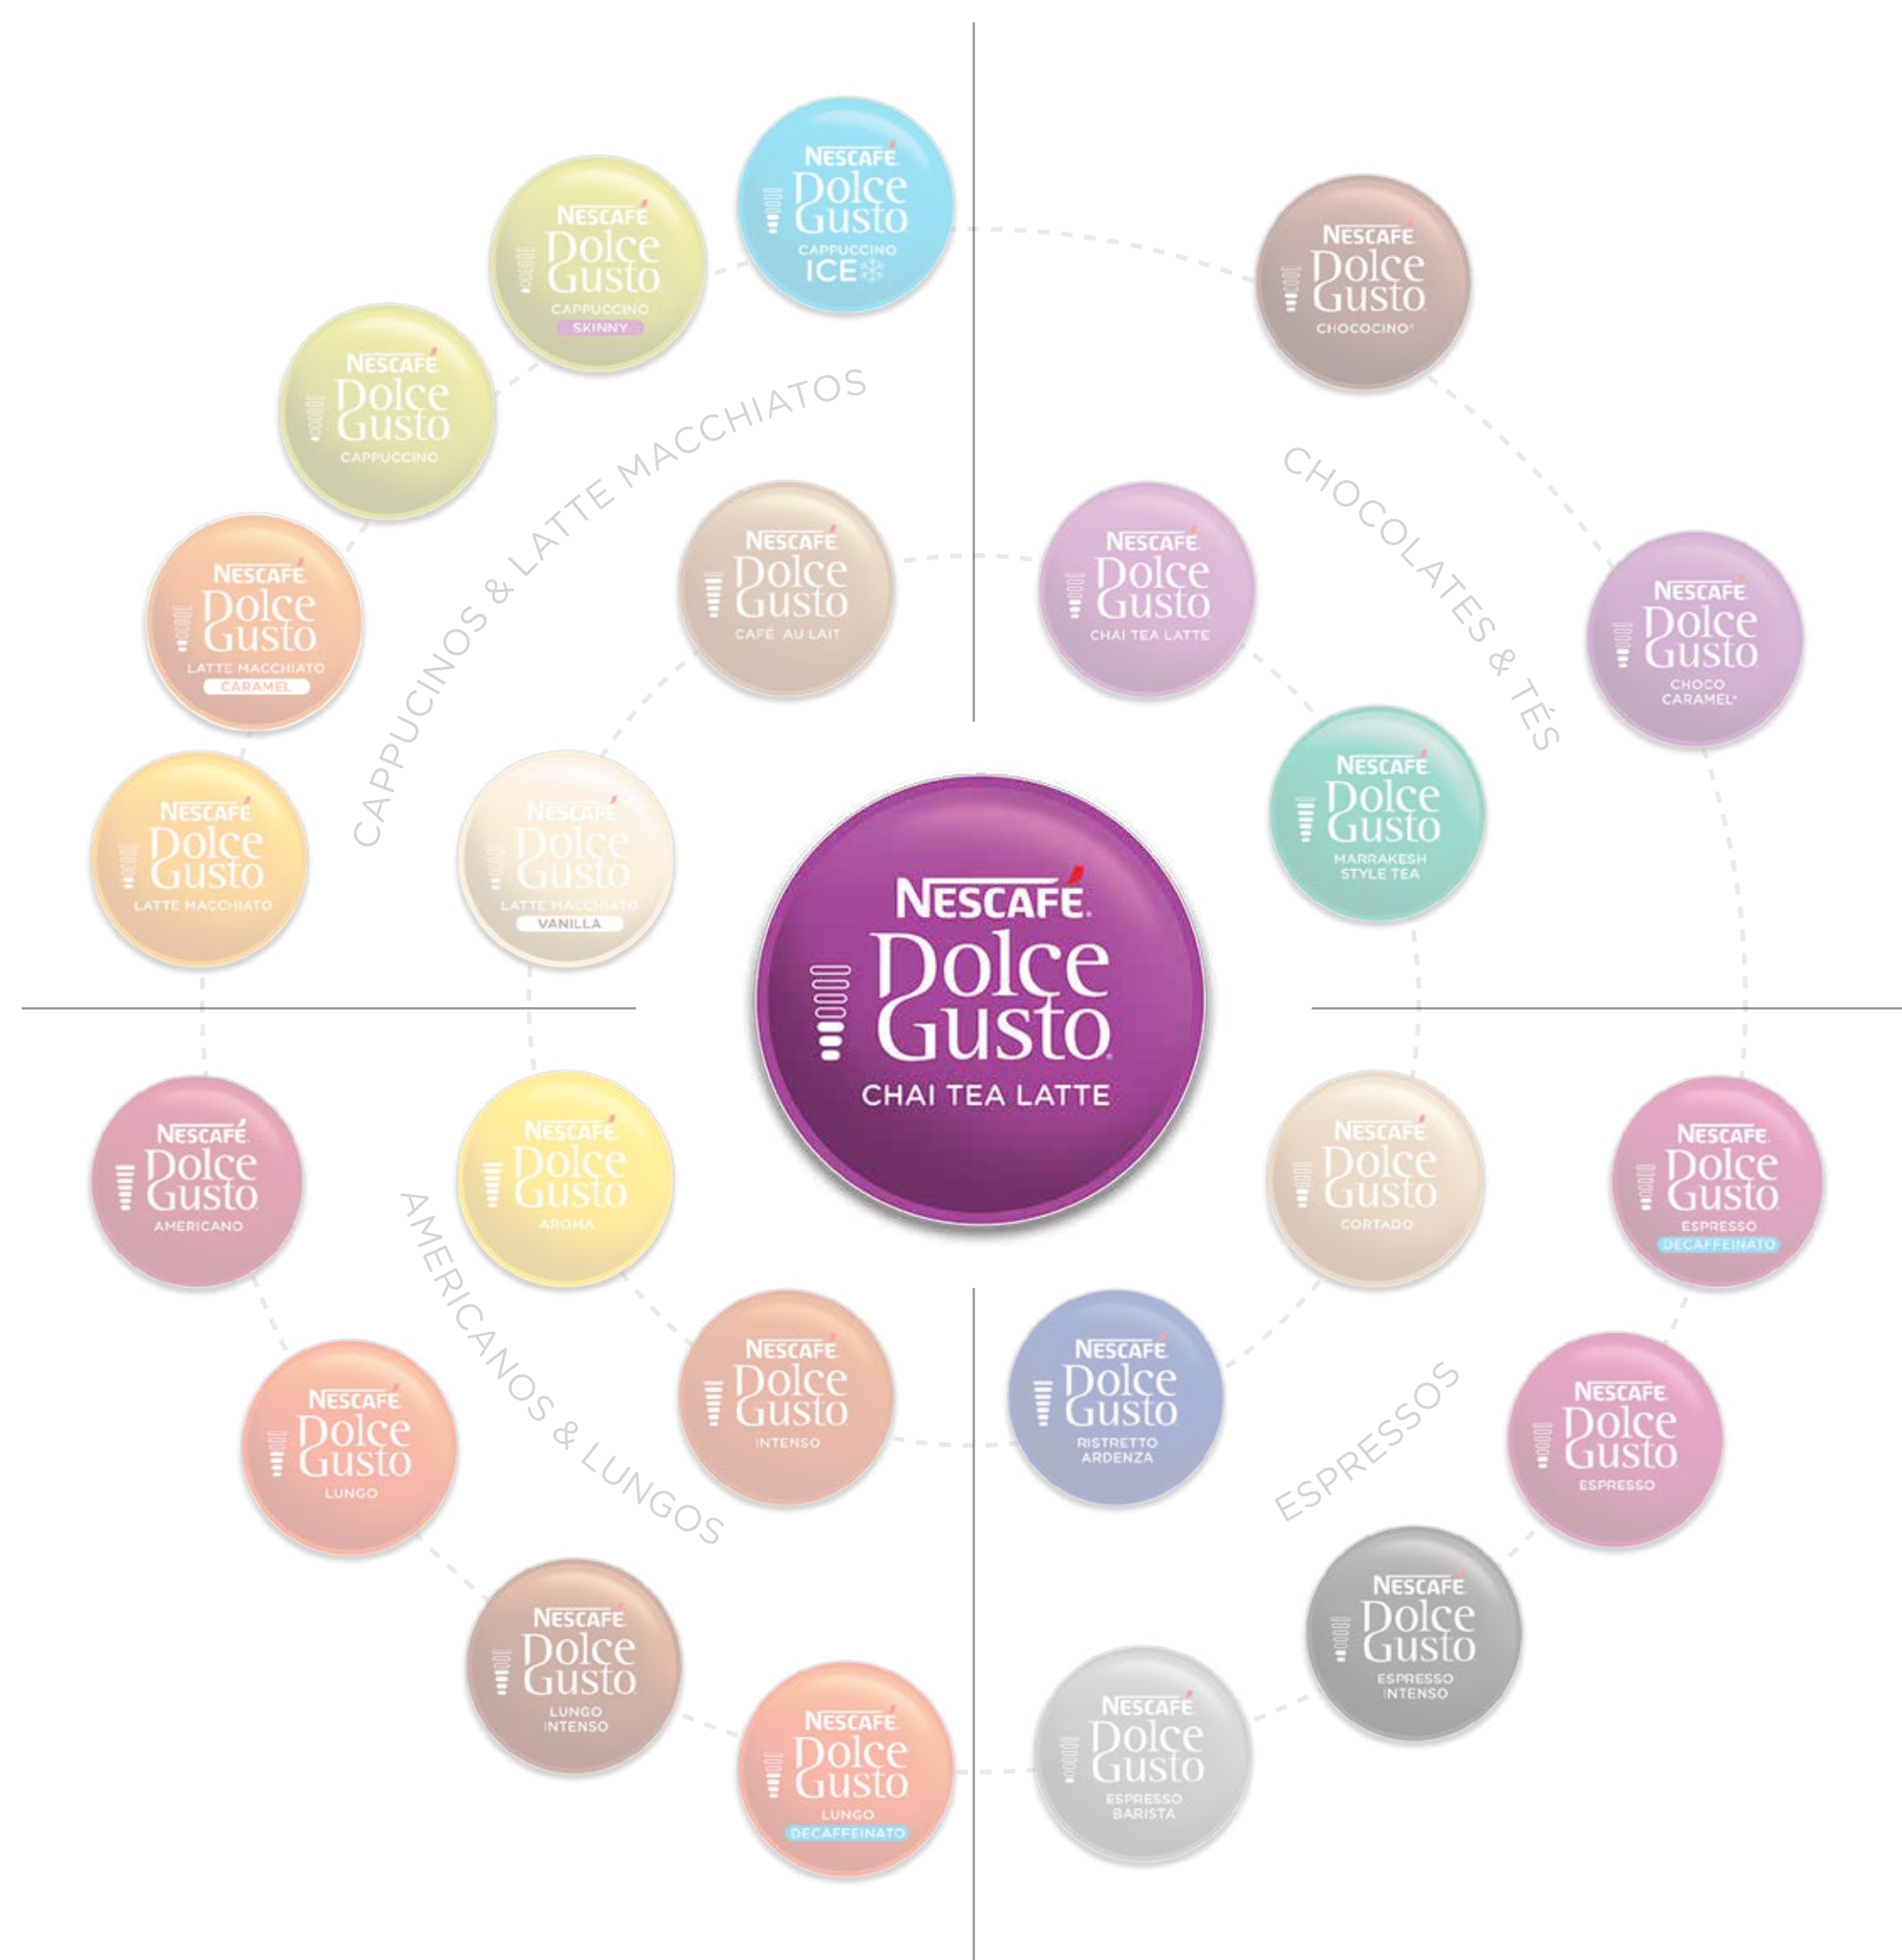 NESCAFÉ
Dolce
Gusto
CAPPUCCINO
ICE
NESCAFÉ
Dolce
Gusto
CAPPUCCINO
SKINNY
NESCAFÉ
Dolce
Gusto
CAPPUCCINO
NESCAFÉ
Dolce
Gusto
LATTE MACCHIATO
CARAMEL
NESCAFÉ
Dolce
Gusto
LATTE MACCHIATO
CAPPUCINOS & LATTE MACCHIATOS
NESCAFÉ
Dolce
Gusto
CAFÉ AU LAIT
NESCAFÉ
Dolce
Gusto
LATTE MACCHIATO
VANILLA
NESCAFÉ
Dolce
Gusto
CHOCOCINO*
NESCAFÉ
Dolce
Gusto
CHOCO
CARAMEL*
CHOCOLATES & TÉS
NESCAFÉ
Dolce
Gusto
CHAI TEA LATTE
NESCAFÉ
Dolce
Gusto
MARRAKESH
STYLE TEA
NESCAFÉ®
Dolce
Gusto®
CHAI TEA LATTE
NESCAFÉ
Dolce
Gusto
AMERICANO
NESCAFÉ
Dolce
Gusto
AROMA
AMERICANOS & LUNGOS
NESCAFÉ
Dolce
Gusto
LUNGO
NESCAFÉ
Dolce
Gusto
INTENSO
NESCAFÉ
Dolce
Gusto
LUNGO
INTENSO
NESCAFÉ
Dolce
Gusto
LUNGO
DECAFFEINATO
NESCAFÉ
Dolce
Gusto
CORTADO
NESCAFÉ
Dolce
Gusto
ESPRESSO
DECAFFEINATO
NESCAFÉ
Dolce
Gusto
RISTRETTO
ARDENZA
ESPRESSOS
NESCAFÉ
Dolce
Gusto
ESPRESSO
NESCAFÉ
Dolce
Gusto
ESPRESSO
INTENSO
NESCAFÉ
Dolce
Gusto
ESPRESSO
BARISTA